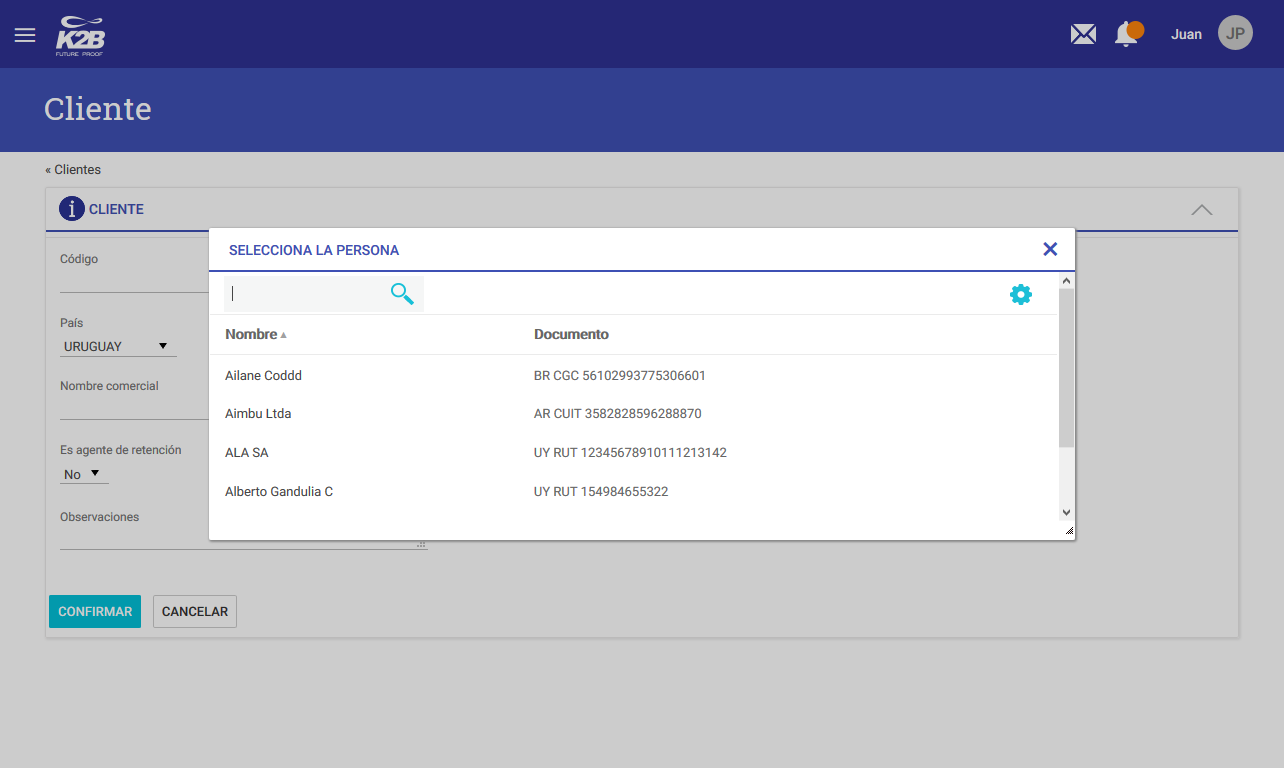 K2B
FUTURE PROOF
Juan
JP
Cliente
« Clientes
CLIENTE
SELECCIONA LA PERSONA
Código
País
URUGUAY
Nombre comercial
Es agente de retención
No
Observaciones
Nombre Documento
Ailane Coddd BR CGC 56102993775306601
Aimbu Ltda AR CUIT 3582828596288870
ALA SA UY RUT 12345678910111213142
Alberto Gandulia C UY RUT 154984655322
CONFIRMAR CANCELAR